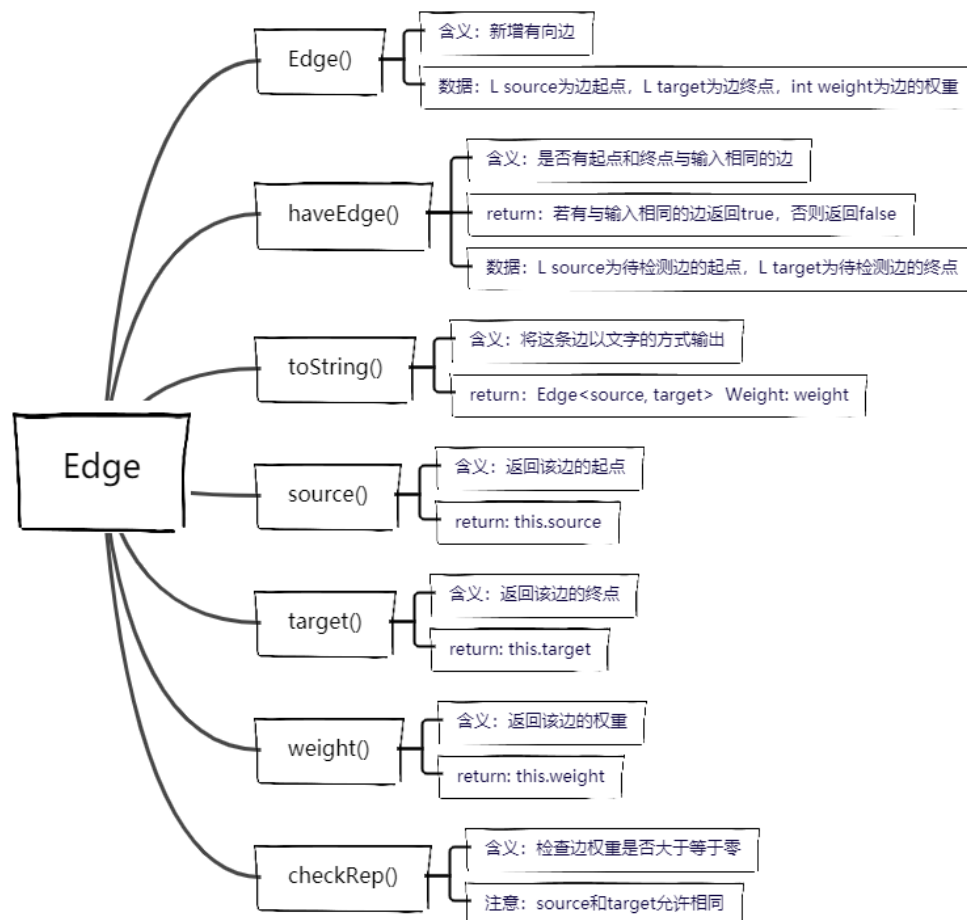 Edge
Edge()
含义：新增有向边
数据：L source为边起点，L target为边终点，int weight为边的权重
haveEdge()
含义：是否有起点和终点与输入相同的边
return：若有与输入相同的边返回true，否则返回false
数据：L source为待检测边的起点，L target为待检测边的终点
toString()
含义：将这条边以文字的方式输出
return：Edge<source, target> Weight: weight
source()
含义：返回该边的起点
return: this.source
target()
含义：返回该边的终点
return: this.target
weight()
含义：返回该边的权重
return: this.weight
checkRep()
含义：检查边权重是否大于等于零
注意：source和target允许相同